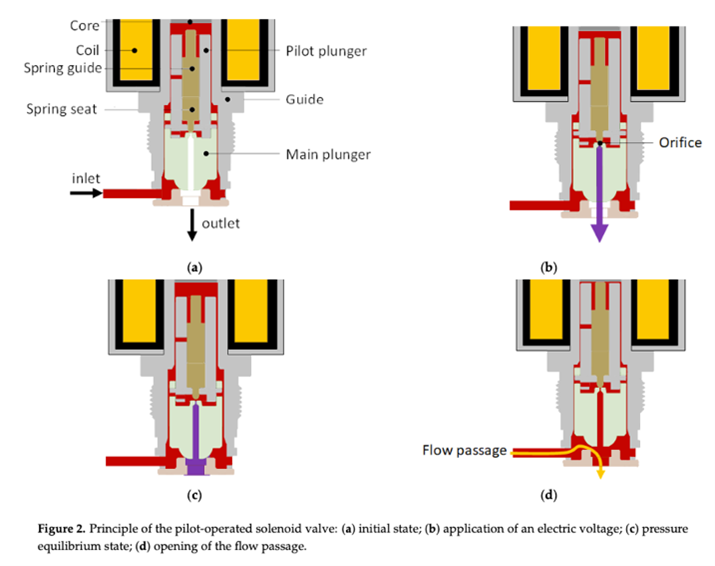 Core
Coil
Pilot plunger
Spring guide
Spring seat
Guide
Main plunger
inlet
outlet
(a)
Orifice
(b)
(c)
Flow passage
(d)
Figure 2. Principle of the pilot-operated solenoid valve: (a) initial state; (b) application of an electric voltage; (c) pressure
equilibrium state; (d) opening of the flow passage.